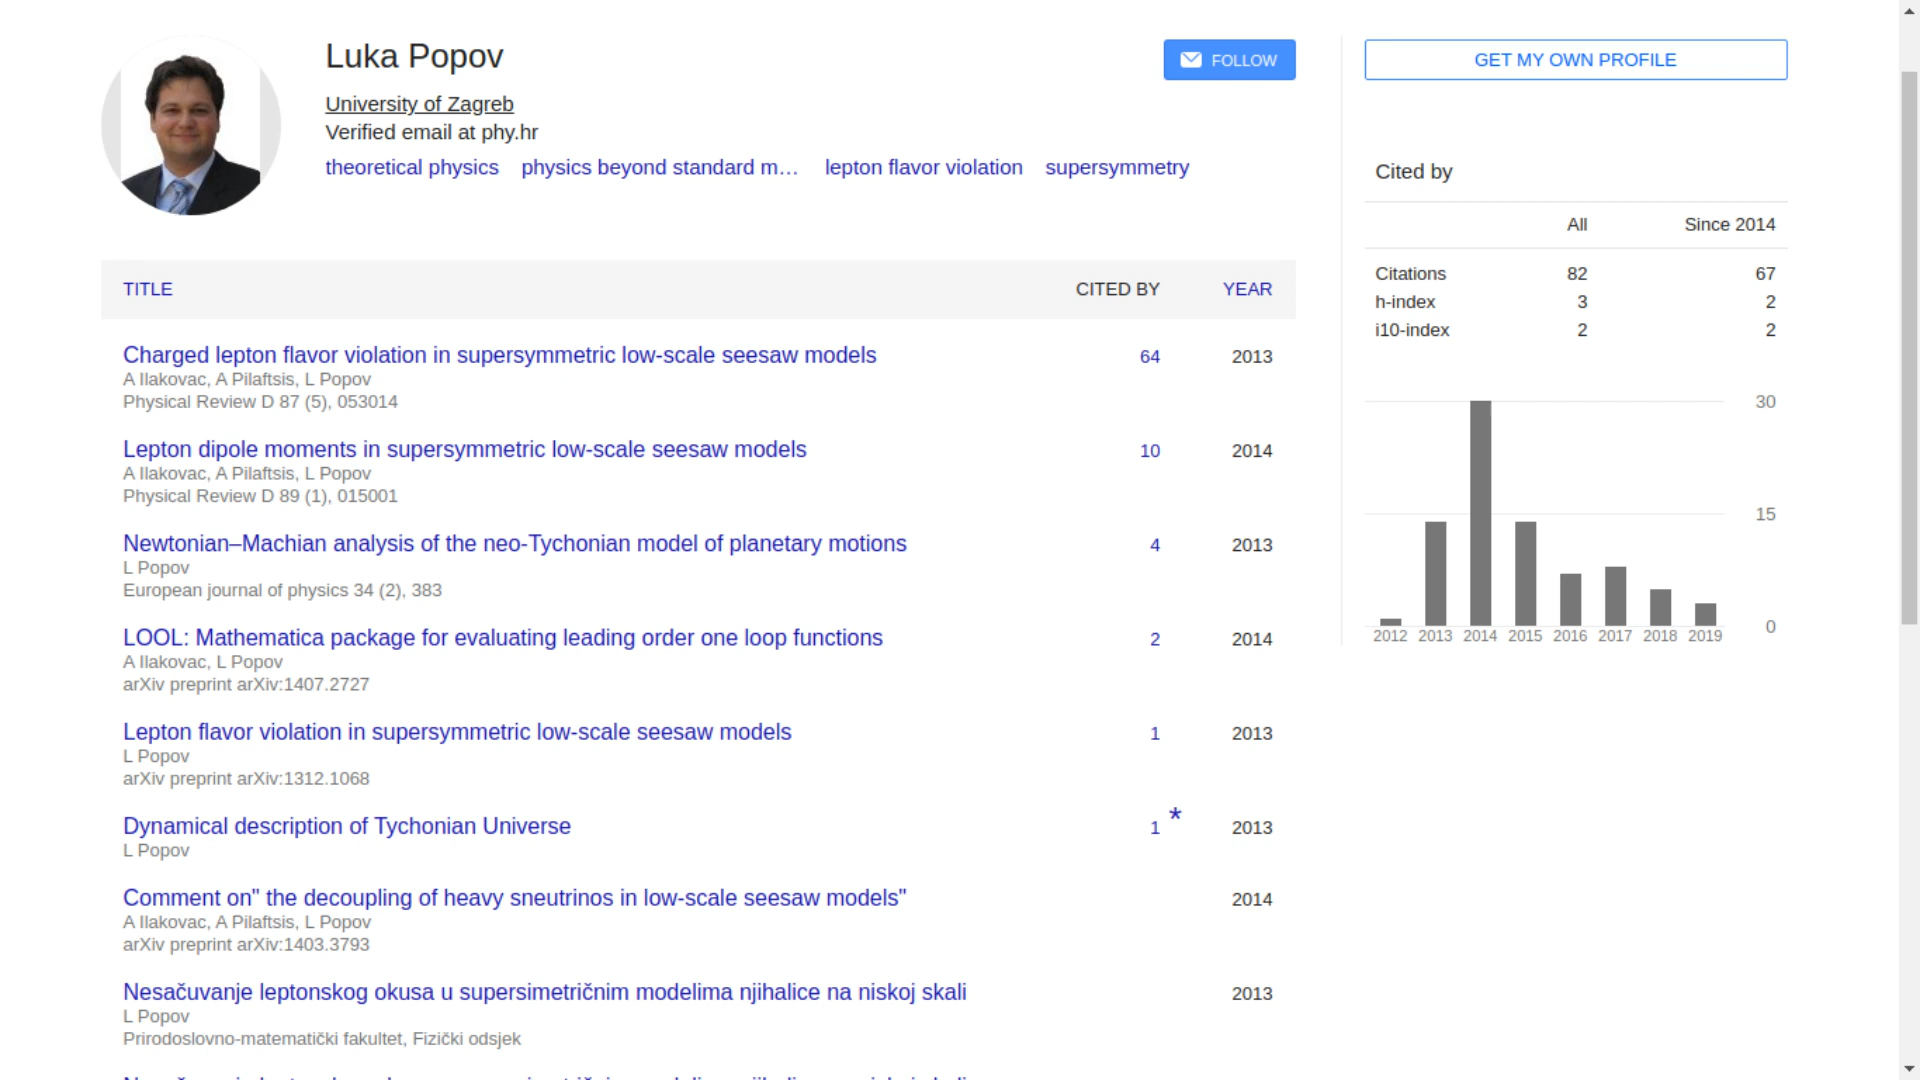 Luka Popov
FOLLOW
University of Zagreb
Verified email at phy.hr
theoretical physics physics beyond standard m… lepton flavor violation supersymmetry
TITLE CITED BY YEAR
Charged lepton flavor violation in supersymmetric low-scale seesaw models 64 2013
A Ilakovac, A Pilaftsis, L Popov
Physical Review D 87 (5), 053014
Lepton dipole moments in supersymmetric low-scale seesaw models 10 2014
A Ilakovac, A Pilaftsis, L Popov
Physical Review D 89 (1), 015001
Newtonian–Machian analysis of the neo-Tychonian model of planetary motions 4 2013
L Popov
European journal of physics 34 (2), 383
LOOL: Mathematica package for evaluating leading order one loop functions 2 2014
A Ilakovac, L Popov
arXiv preprint arXiv:1407.2727
Lepton flavor violation in supersymmetric low-scale seesaw models 1 2013
L Popov
arXiv preprint arXiv:1312.1068
Dynamical description of Tychonian Universe 1 * 2013
L Popov
Comment on" the decoupling of heavy sneutrinos in low-scale seesaw models" 2014
A Ilakovac, A Pilaftsis, L Popov
arXiv preprint arXiv:1403.3793
Nesačuvanje leptonskog okusa u supersimetričnim modelima njihalice na niskoj skali 2013
L Popov
Prirodoslovno-matematički fakultet, Fizički odsjek
GET MY OWN PROFILE
Cited by
All Since 2014
Citations 82 67
h-index 3 2
i10-index 2 2
30
15
0
2012 2013 2014 2015 2016 2017 2018 2019